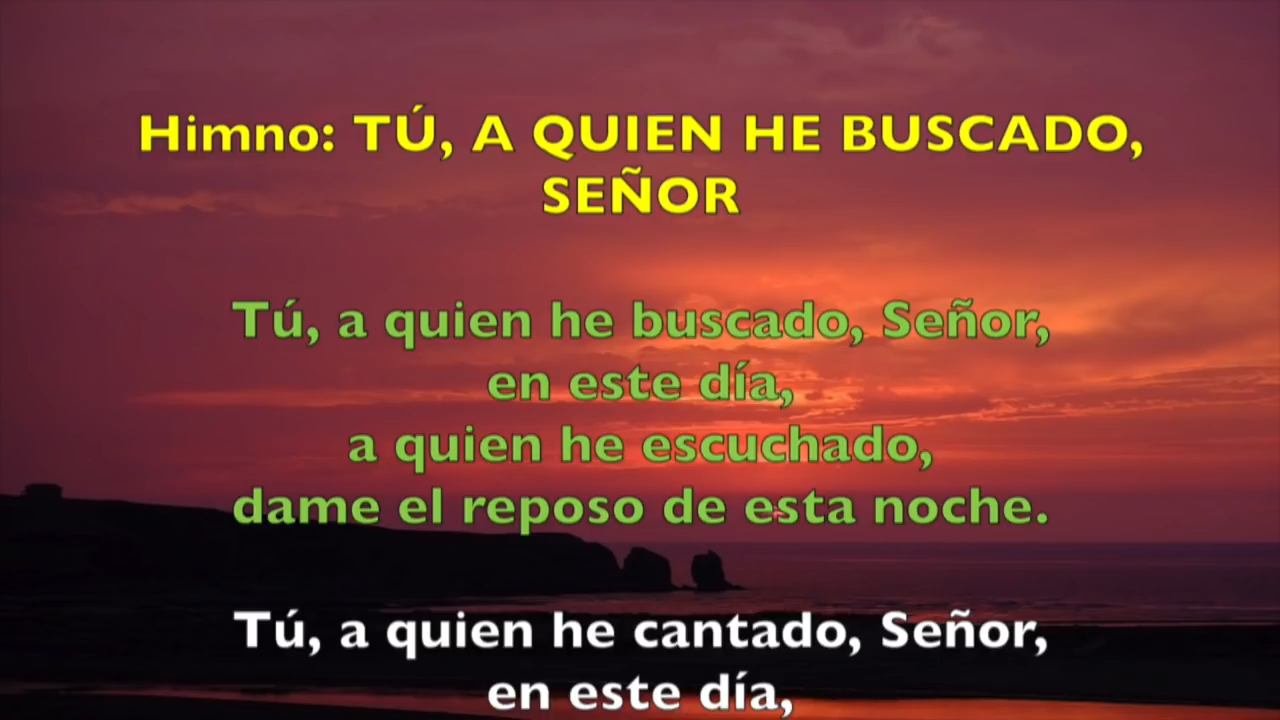 Himno: TÚ, A QUIEN HE BUSCADO,
SEÑOR
Tú, a quien he buscado, Señor,
en este día,
a quien he escuchado,
dame el reposo de esta noche.
Tú, a quien he cantado, Señor,
en este día,